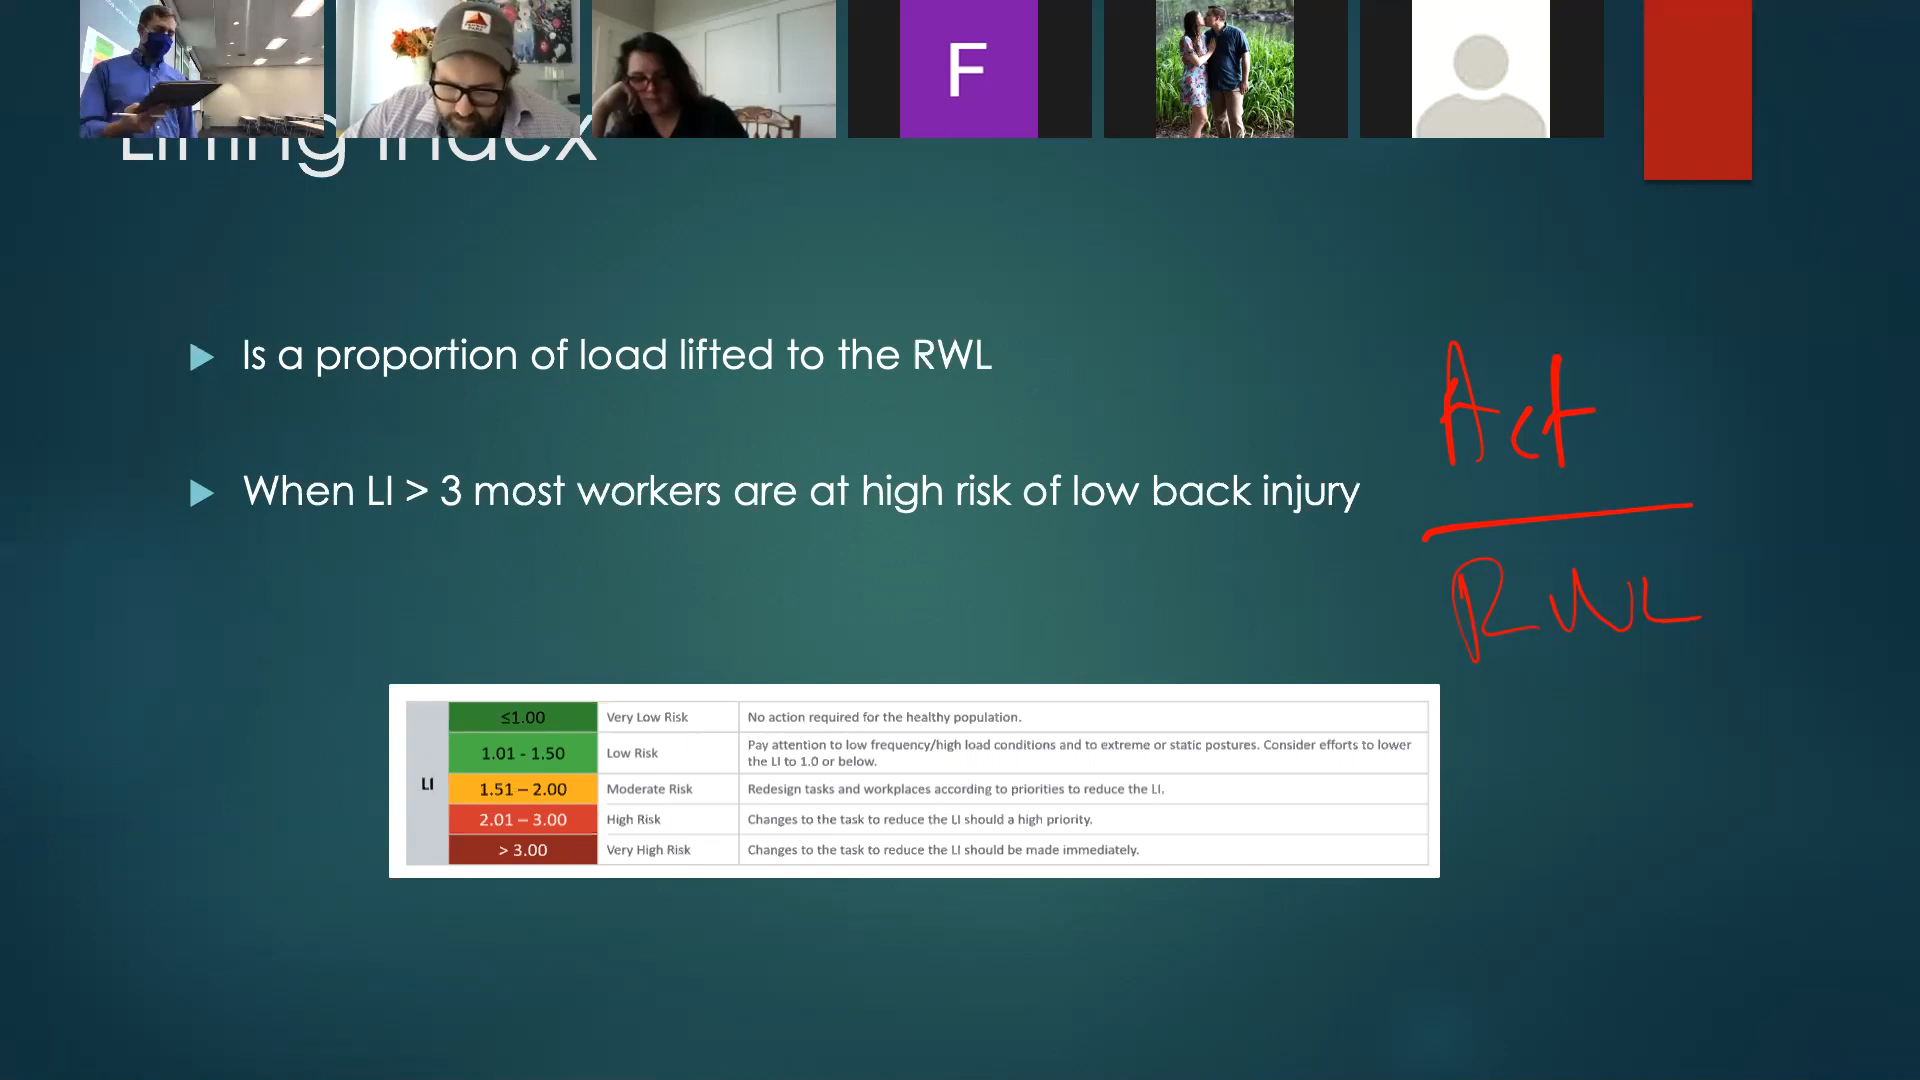 F
Lifting Index
Is a proportion of load lifted to the RWL
When LI > 3 most workers are at high risk of low back injury
Act
RWL
LI
≤1.00 Very Low Risk No action required for the healthy population.
1.01 - 1.50 Low Risk Pay attention to low frequency/high load conditions and to extreme or static postures. Consider efforts to lower
the LI to 1.0 or below.
1.51 – 2.00 Moderate Risk Redesign tasks and workplaces according to priorities to reduce the LI.
2.01 – 3.00 High Risk Changes to the task to reduce the LI should a high priority.
> 3.00 Very High Risk Changes to the task to reduce the LI should be made immediately.